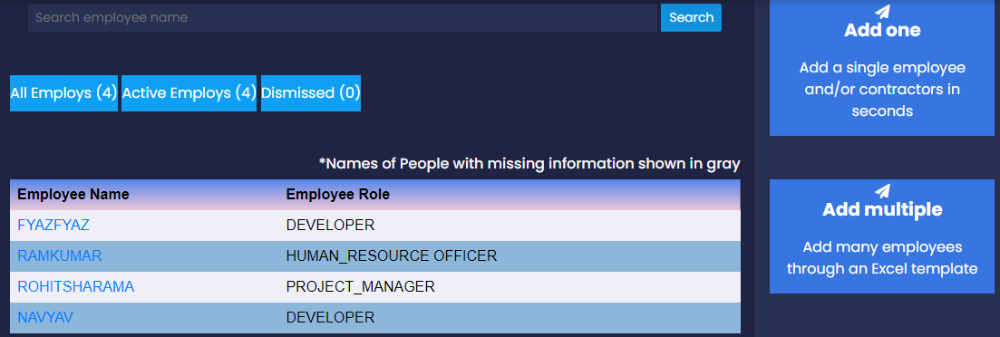 Search employee name
Search
All Employs (4) Active Employs (4) Dismissed (0)
*Names of People with missing information shown in gray
Employee Name Employee Role
FYAZFYAZ DEVELOPER
RAMKUMAR HUMAN_RESOURCE OFFICER
ROHITSHARAMA PROJECT_MANAGER
NAVYAV DEVELOPER
Add one
Add a single employee
and/or contractors in
seconds
Add multiple
Add many employees
through an Excel template